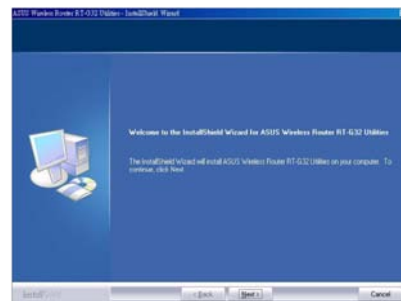 ASUS Wireless Router RT-G32 Utilities - InstallShield Wizard
Welcome to the InstallShield Wizard for ASUS Wireless Router RT-G32 Utilities
The InstallShield Wizard will install ASUS Wireless Router RT-G32 Utilities on your computer. To
continue, click Next
InstallShield
< Back
Next >
Cancel